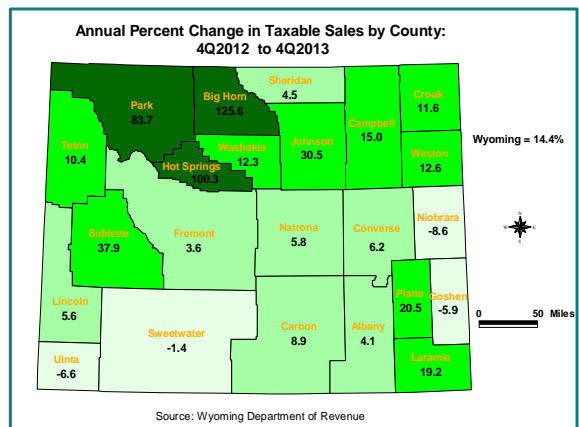 Annual Percent Change in Taxable Sales by County:
4Q2012 to 4Q2013
Sheridan
4.5
Park
83.7
Big Horn
125.6
Crook
11.6
Campbell
15.0
Johnson
30.5
Teton
10.4
Washakie
12.3
Hot Springs
100.3
Weston
12.6
Wyoming = 14.4%
Niobrara
-8.6
Sublette
37.9
Fremont
3.6
Natrona
5.8
Converse
6.2
N
W E
S
Lincoln
5.6
Platte
20.5
Goshen
-5.9
Sweetwater
-1.4
Carbon
8.9
Albany
4.1
0 50 Miles
Uinta
-6.6
Laramie
19.2
Source: Wyoming Department of Revenue